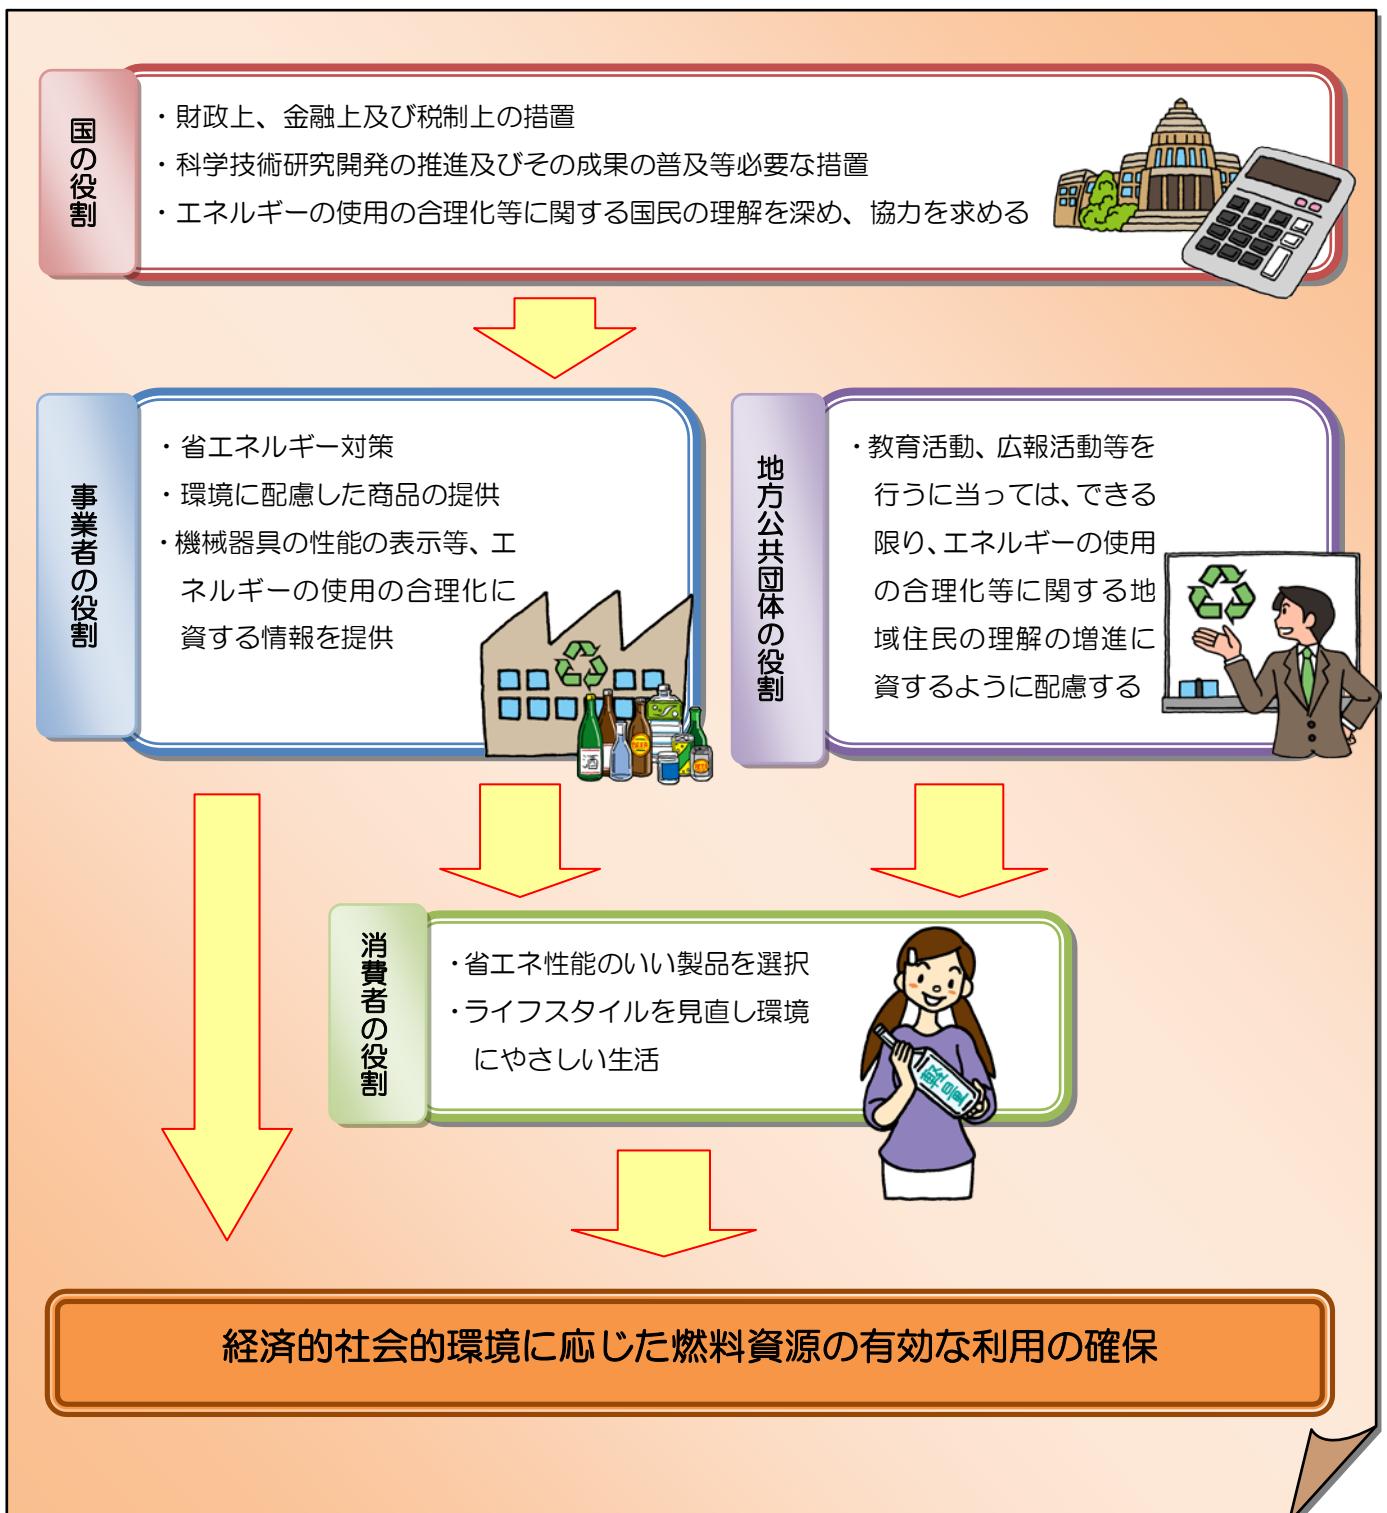 国の役割
・財政上、金融上及び税制上の措置
・科学技術研究開発の推進及びその成果の普及等必要な措置
・エネルギーの使用の合理化等に関する国民の理解を深め、協力を求める
事業者の役割
・省エネルギー対策
・環境に配慮した商品の提供
・機械器具の性能の表示等、エ
ネルギーの使用の合理化に
資する情報を提供
酒
地方公共団体の役割
・教育活動、広報活動等を
行うに当っては、できる
限り、エネルギーの使用
の合理化等に関する地
域住民の理解の増進に
資するように配慮する
消費者の役割
・省エネ性能のいい製品を選択
・ライフスタイルを見直し環境
にやさしい生活
軽量
経済的社会的環境に応じた燃料資源の有効な利用の確保